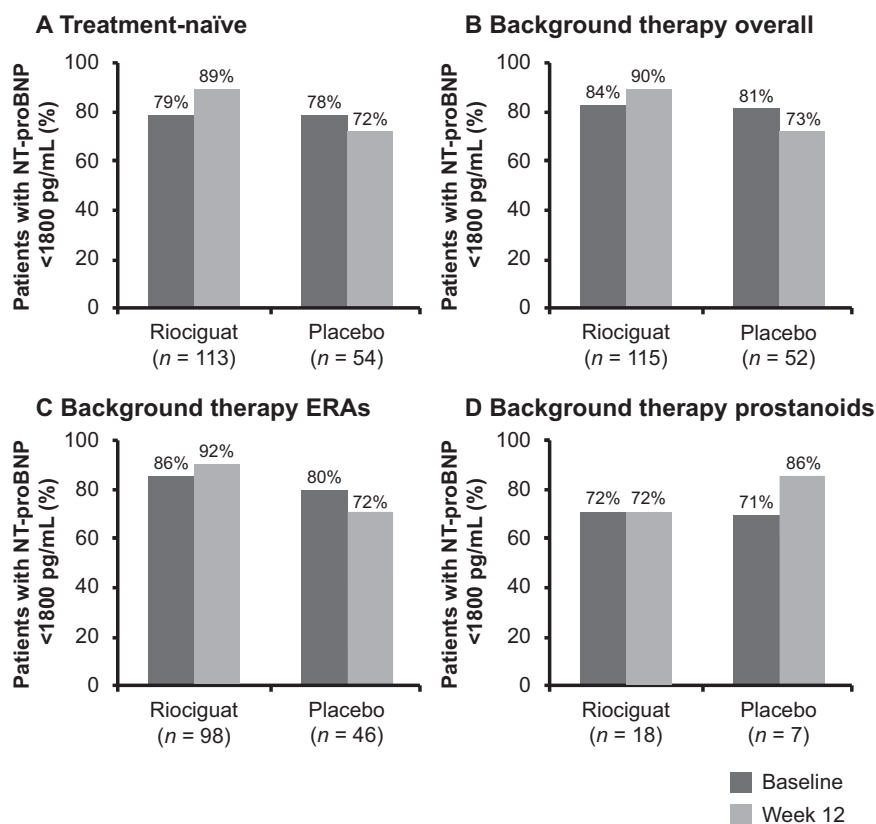 A Treatment-naïve
Patients with NT-proBNP
<1800 pg/mL (%)
100
80
60
40
20
0
79%
89%
78%
72%
Riociguat
(n = 113)
Placebo
(n = 54)
B Background therapy overall
Patients with NT-proBNP
<1800 pg/mL (%)
100
80
60
40
20
0
84%
90%
81%
73%
Riociguat
(n = 115)
Placebo
(n = 52)
C Background therapy ERAs
Patients with NT-proBNP
<1800 pg/mL (%)
100
80
60
40
20
0
86%
92%
80%
72%
Riociguat
(n = 98)
Placebo
(n = 46)
D Background therapy prostanoids
Patients with NT-proBNP
<1800 pg/mL (%)
100
80
60
40
20
0
72%
72%
71%
86%
Riociguat
(n = 18)
Placebo
(n = 7)
Baseline
Week 12